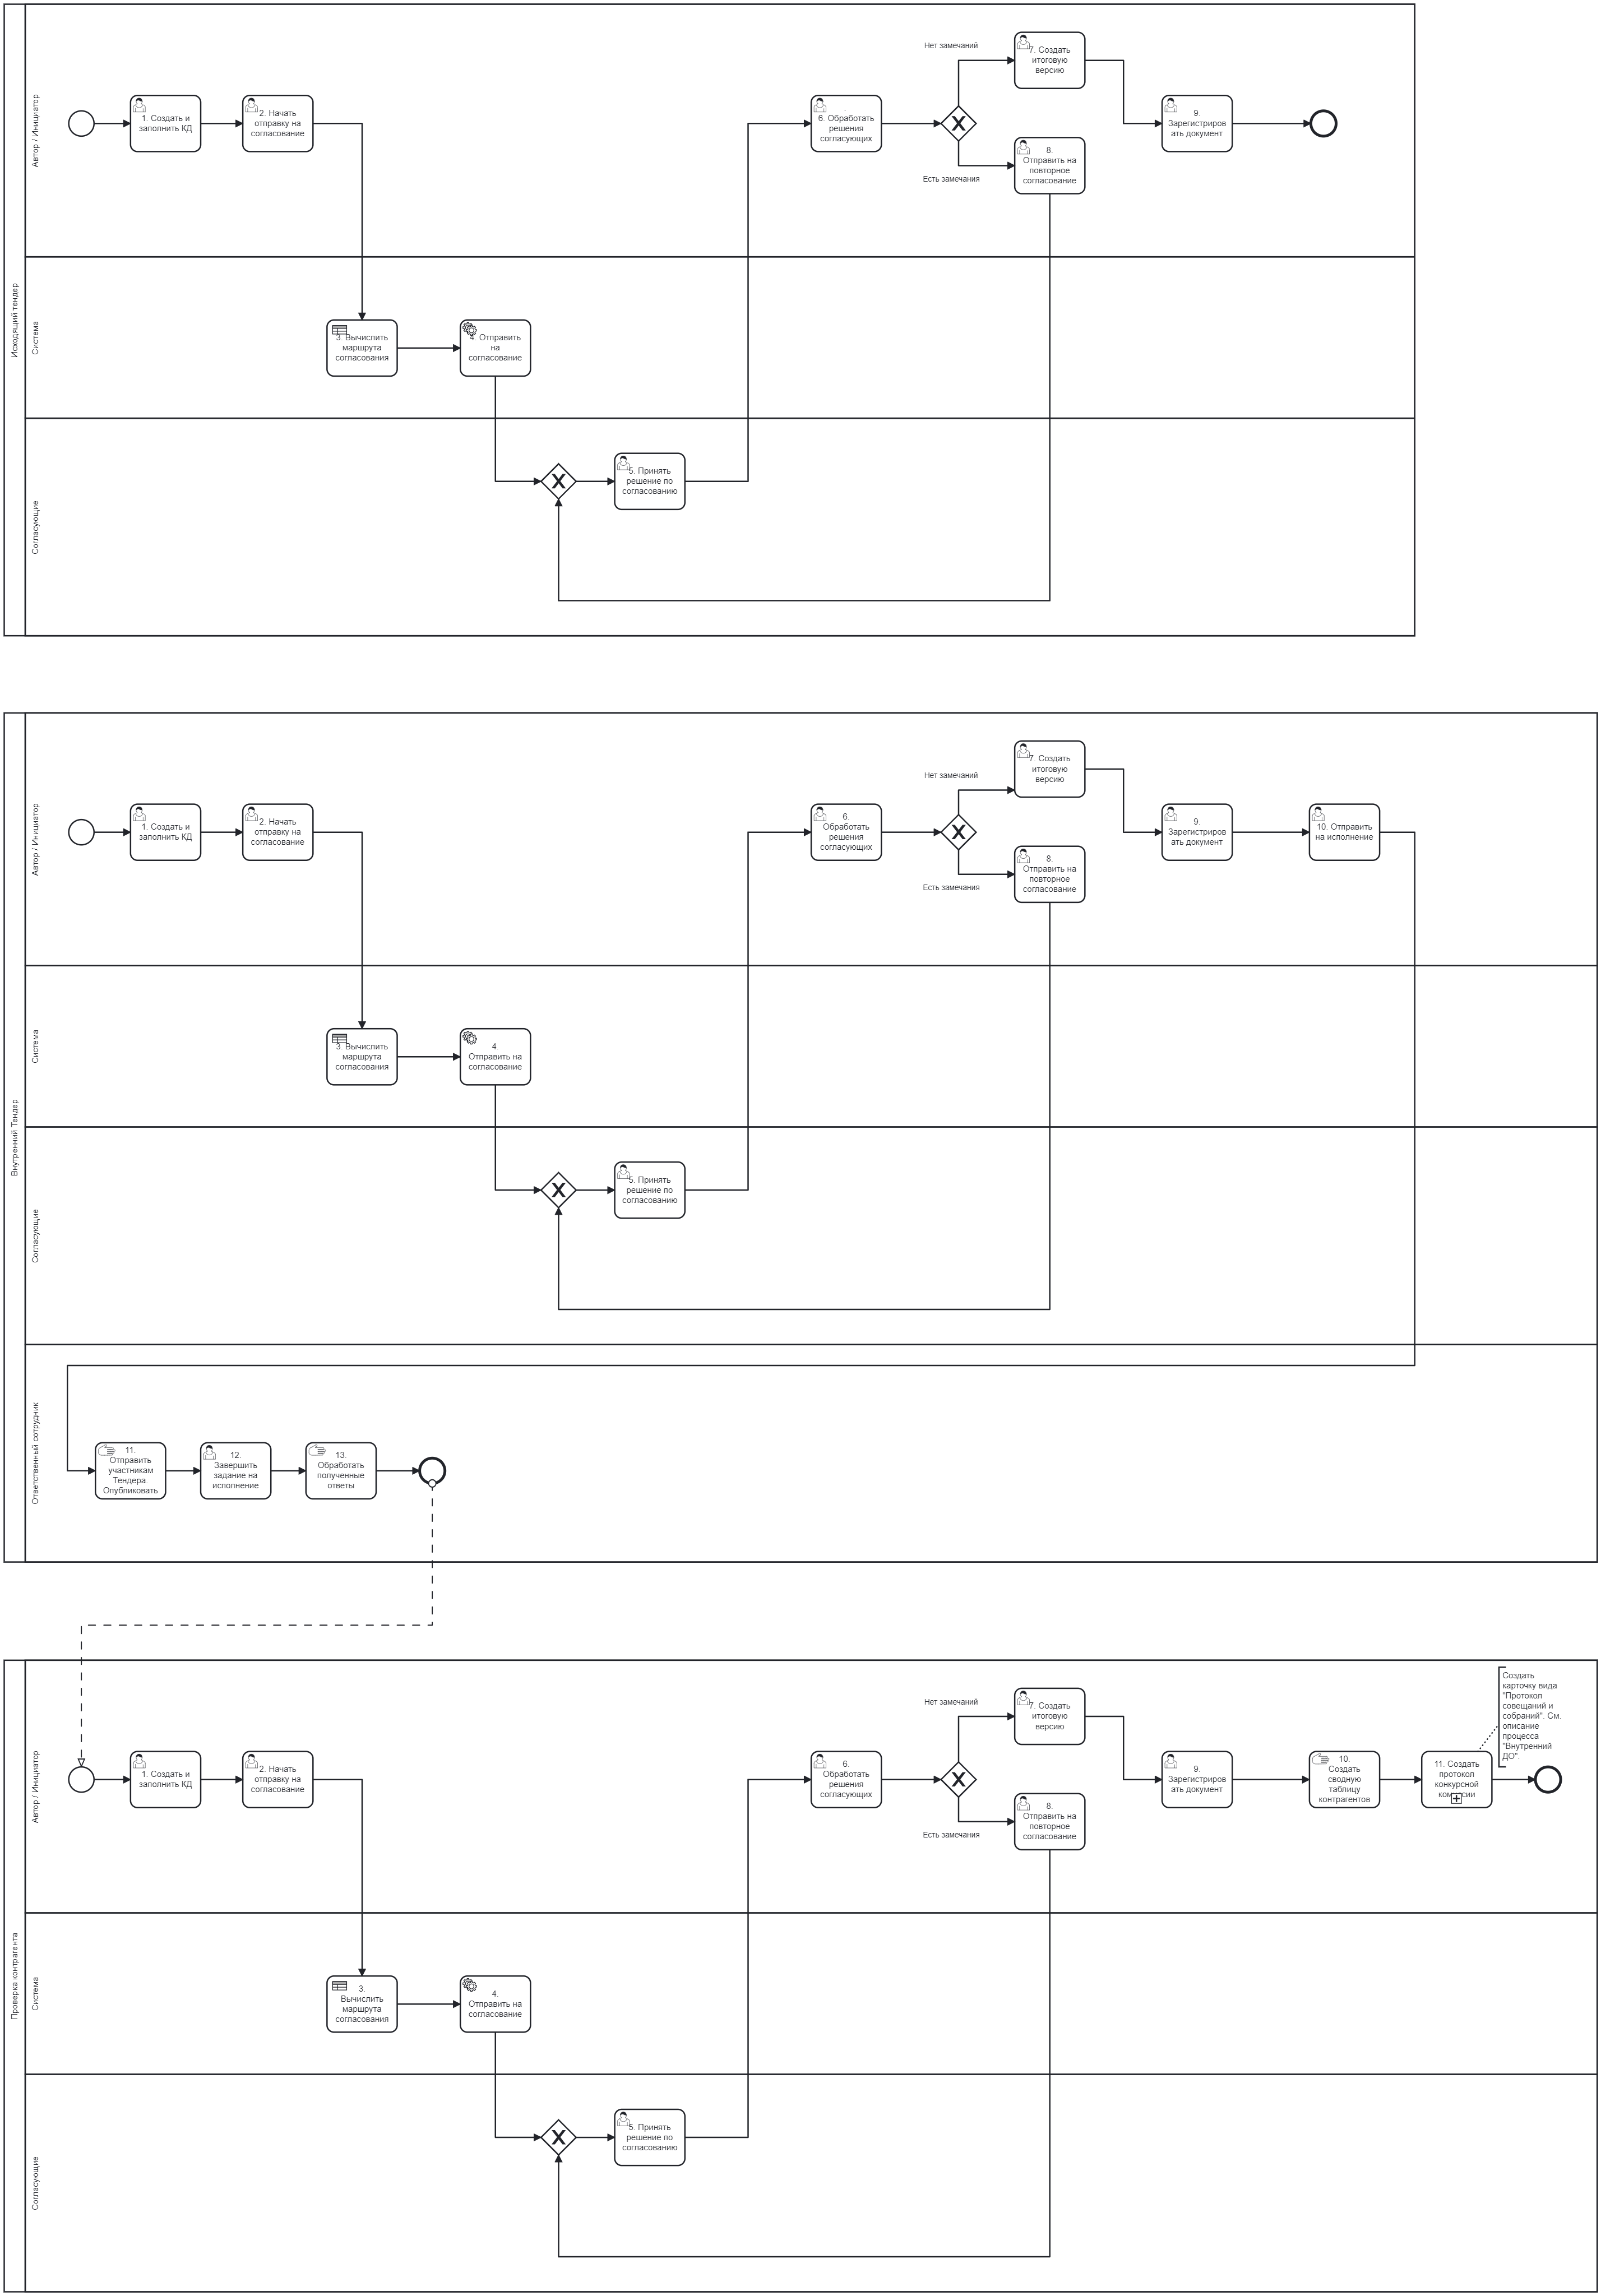 Исходящий тендер
Автор / Инициатор
1. Создать и
заполнить КД
2. Начать
отправку на
согласование
6. Обработать
решения
согласующих
Нет замечаний
Есть замечания
7. Создать
итоговую
версию
8.
Отправить на
повторное
согласование
9.
Зарегистриров
ать документ
Система
3. Вычислить
маршрута
согласования
4. Отправить
на
согласование
Согласующие
5. Принять
решение по
согласованию
Внутренний Тендер
Автор / Инициатор
1. Создать и
заполнить КД
2. Начать
отправку на
согласование
6.
Обработать
решения
согласующих
Нет замечаний
Есть замечания
7. Создать
итоговую
версию
8.
Отправить на
повторное
согласование
9.
Зарегистриров
ать документ
10. Отправить
на исполнение
Система
3. Вычислить
маршрута
согласования
4.
Отправить на
согласование
Согласующие
5. Принять
решение по
согласованию
Ответственный сотрудник
11.
Отправить
участникам
Тендера.
Опубликовать
12.
Завершить
задание на
исполнение
13.
Обработать
полученные
ответы
Проверка контрагента
Автор / Инициатор
1. Создать и
заполнить КД
2. Начать
отправку на
согласование
6.
Обработать
решения
согласующих
Нет замечаний
Есть замечания
7. Создать
итоговую
версию
8.
Отправить на
повторное
согласование
9.
Зарегистриров
ать документ
10.
Создать
сводную
таблицу
контрагентов
11. Создать
протокол
конкурсной
комиссии
Создать
карточку вида
"Протокол
совещаний и
собраний". См.
описание
процесса
"Внутренний
ДО".
Система
3.
Вычислить
маршрута
согласования
4.
Отправить на
согласование
Согласующие
5. Принять
решение по
согласованию